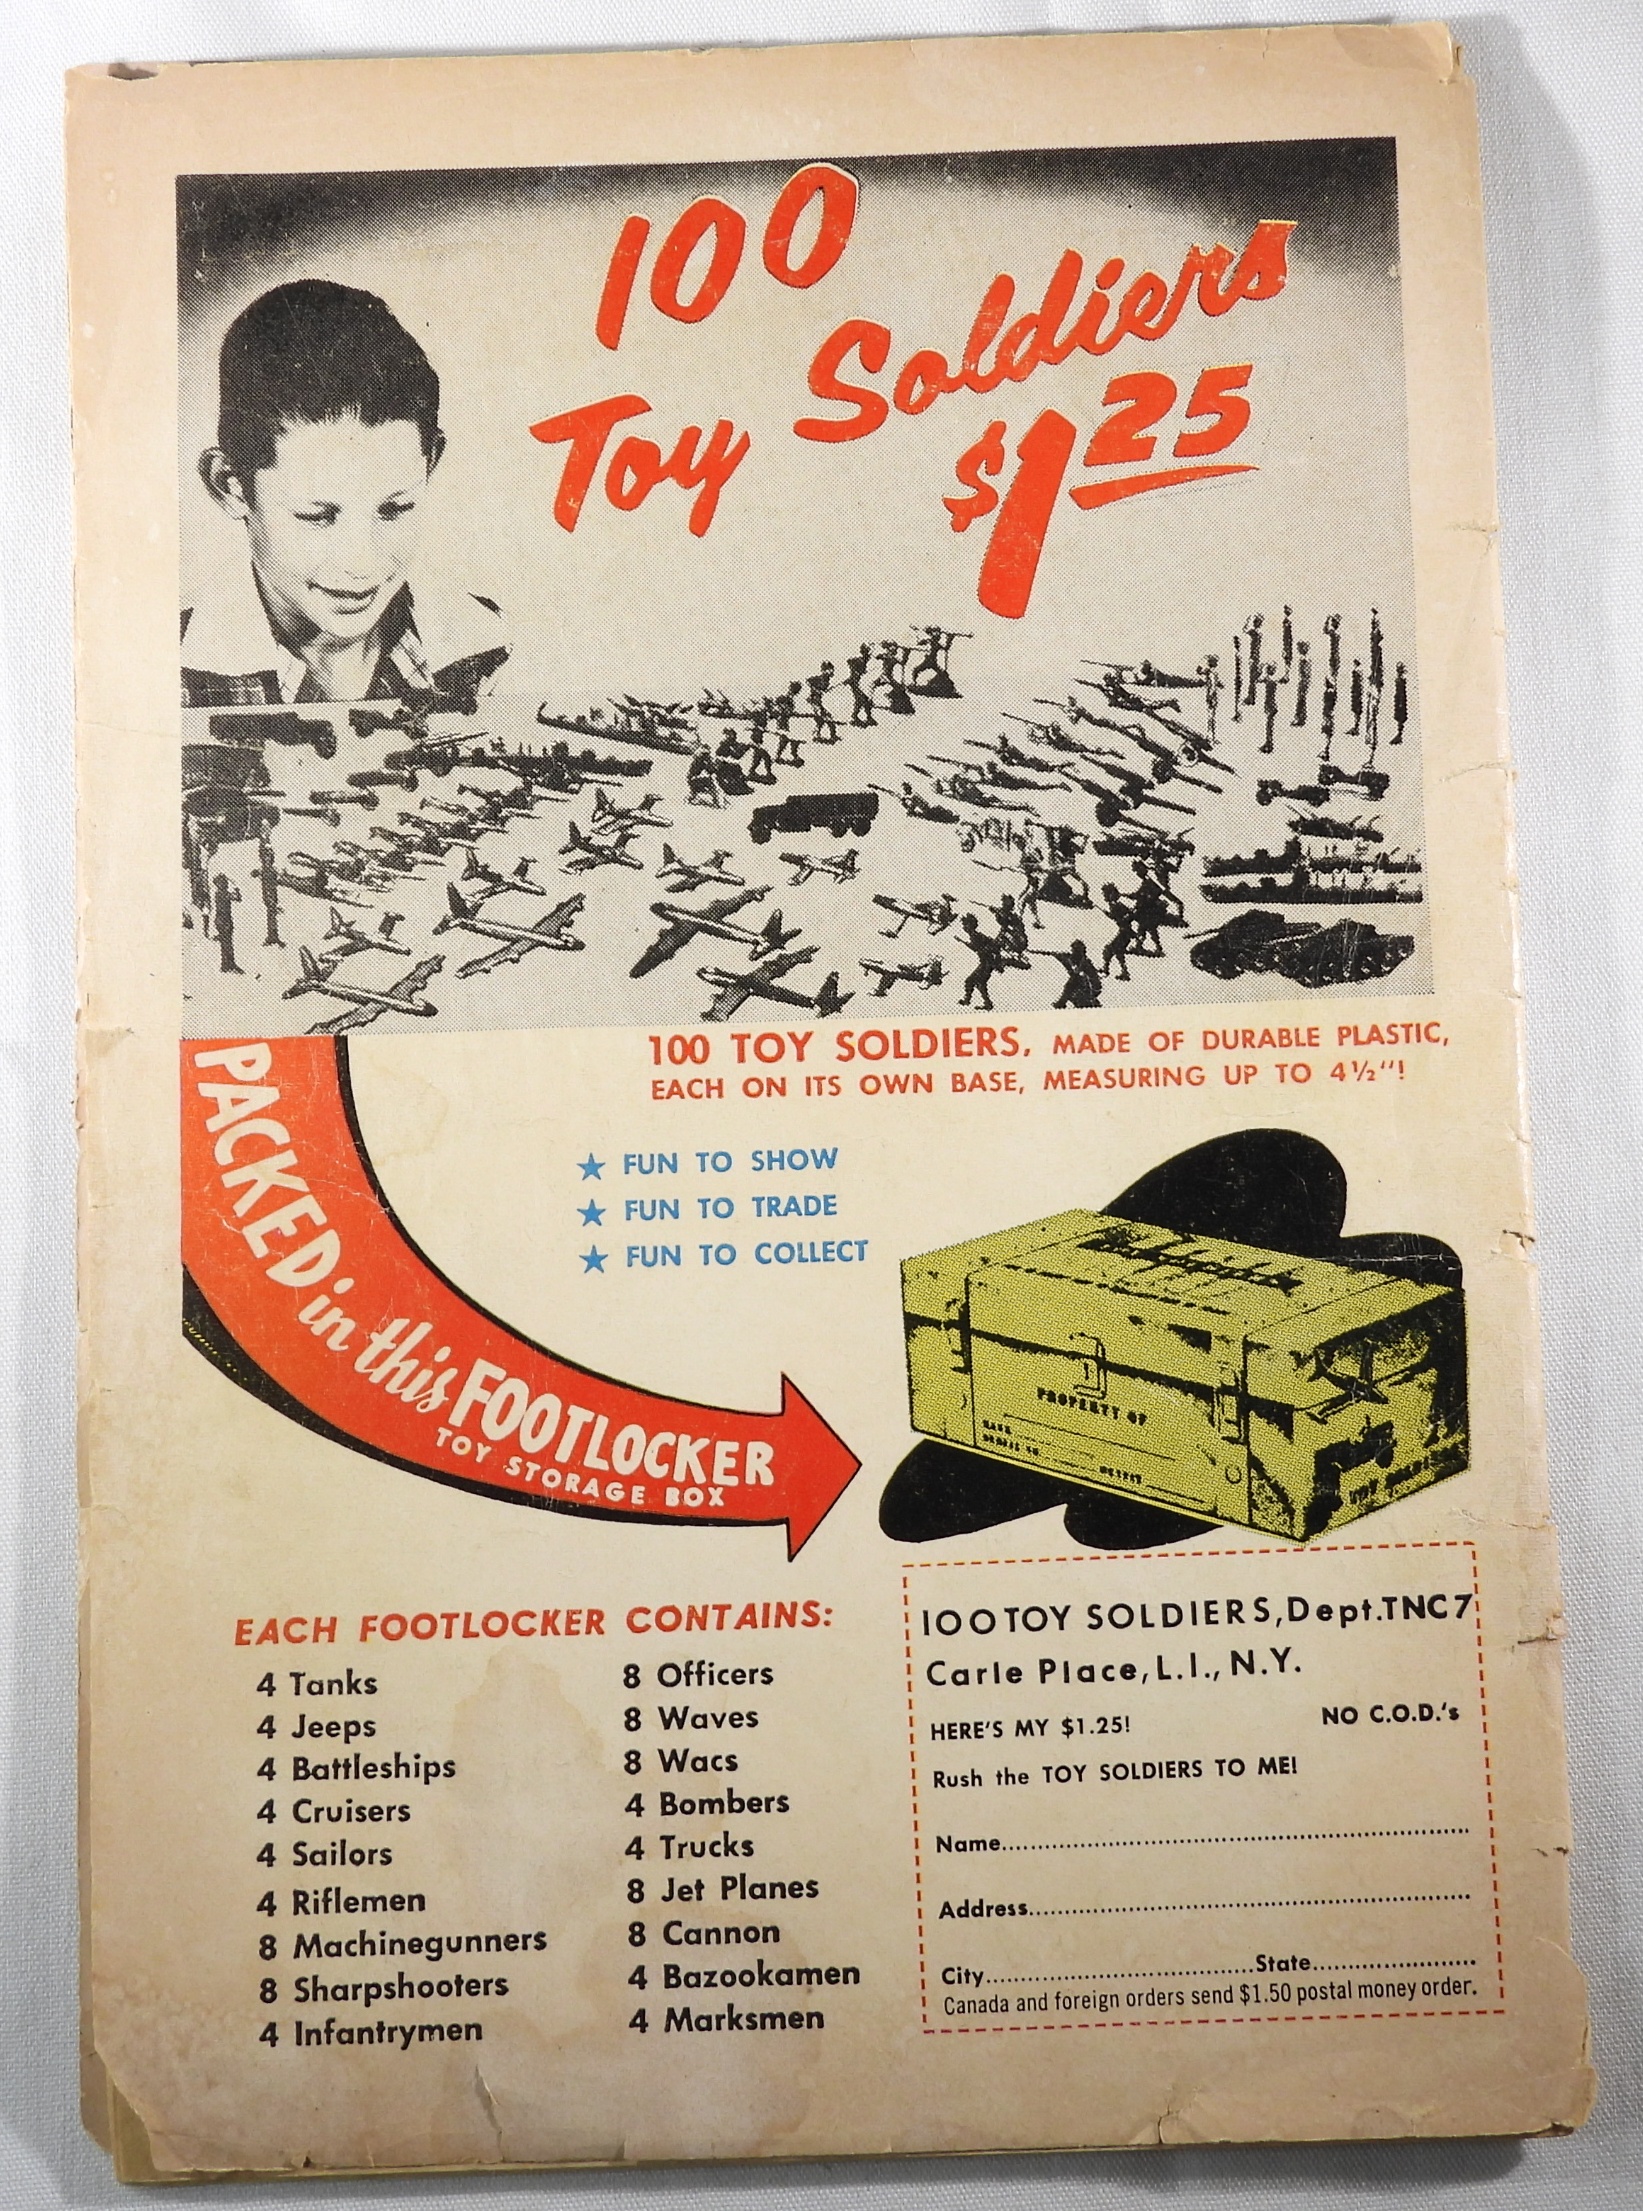 100
Toy Soldiers
$1.25
100 TOY SOLDIERS, MADE OF DURABLE PLASTIC,
EACH ON ITS OWN BASE, MEASURING UP TO 4½"!
★ FUN TO SHOW
★ FUN TO TRADE
★ FUN TO COLLECT
PACKED in this FOOTLOCKER
TOY STORAGE BOX
PROPERTY OF
NAME
EACH FOOTLOCKER CONTAINS:
4 Tanks
4 Jeeps
4 Battleships
4 Cruisers
4 Sailors
4 Riflemen
8 Machinegunners
8 Sharpshooters
4 Infantrymen
8 Officers
8 Waves
8 Wacs
4 Bombers
4 Trucks
8 Jet Planes
8 Cannon
4 Bazookamen
4 Marksmen
100 TOY SOLDIERS, Dept. TNC 7
Carle Place, L.I., N.Y.
HERE'S MY $1.25! NO C.O.D.'s
Rush the TOY SOLDIERS TO ME!
Name
Address
City State
Canada and foreign orders send $1.50 postal money order.